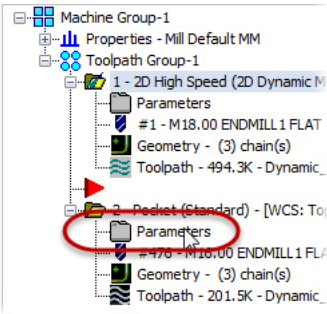 Machine Group-1
Properties - Mill Default MM
Toolpath Group-1
1 - 2D High Speed (2D Dynamic M
Parameters
#1 - M18.00 ENDMILL1 FLAT
Geometry - (3) chain(s)
Toolpath - 494.3K - Dynamic_
2 - Pocket (Standard) - [WCS: To
Parameters
#476 - M16.00 ENDMILL1 FLA
Geometry - (3) chain(s)
Toolpath - 201.5K - Dynamic_